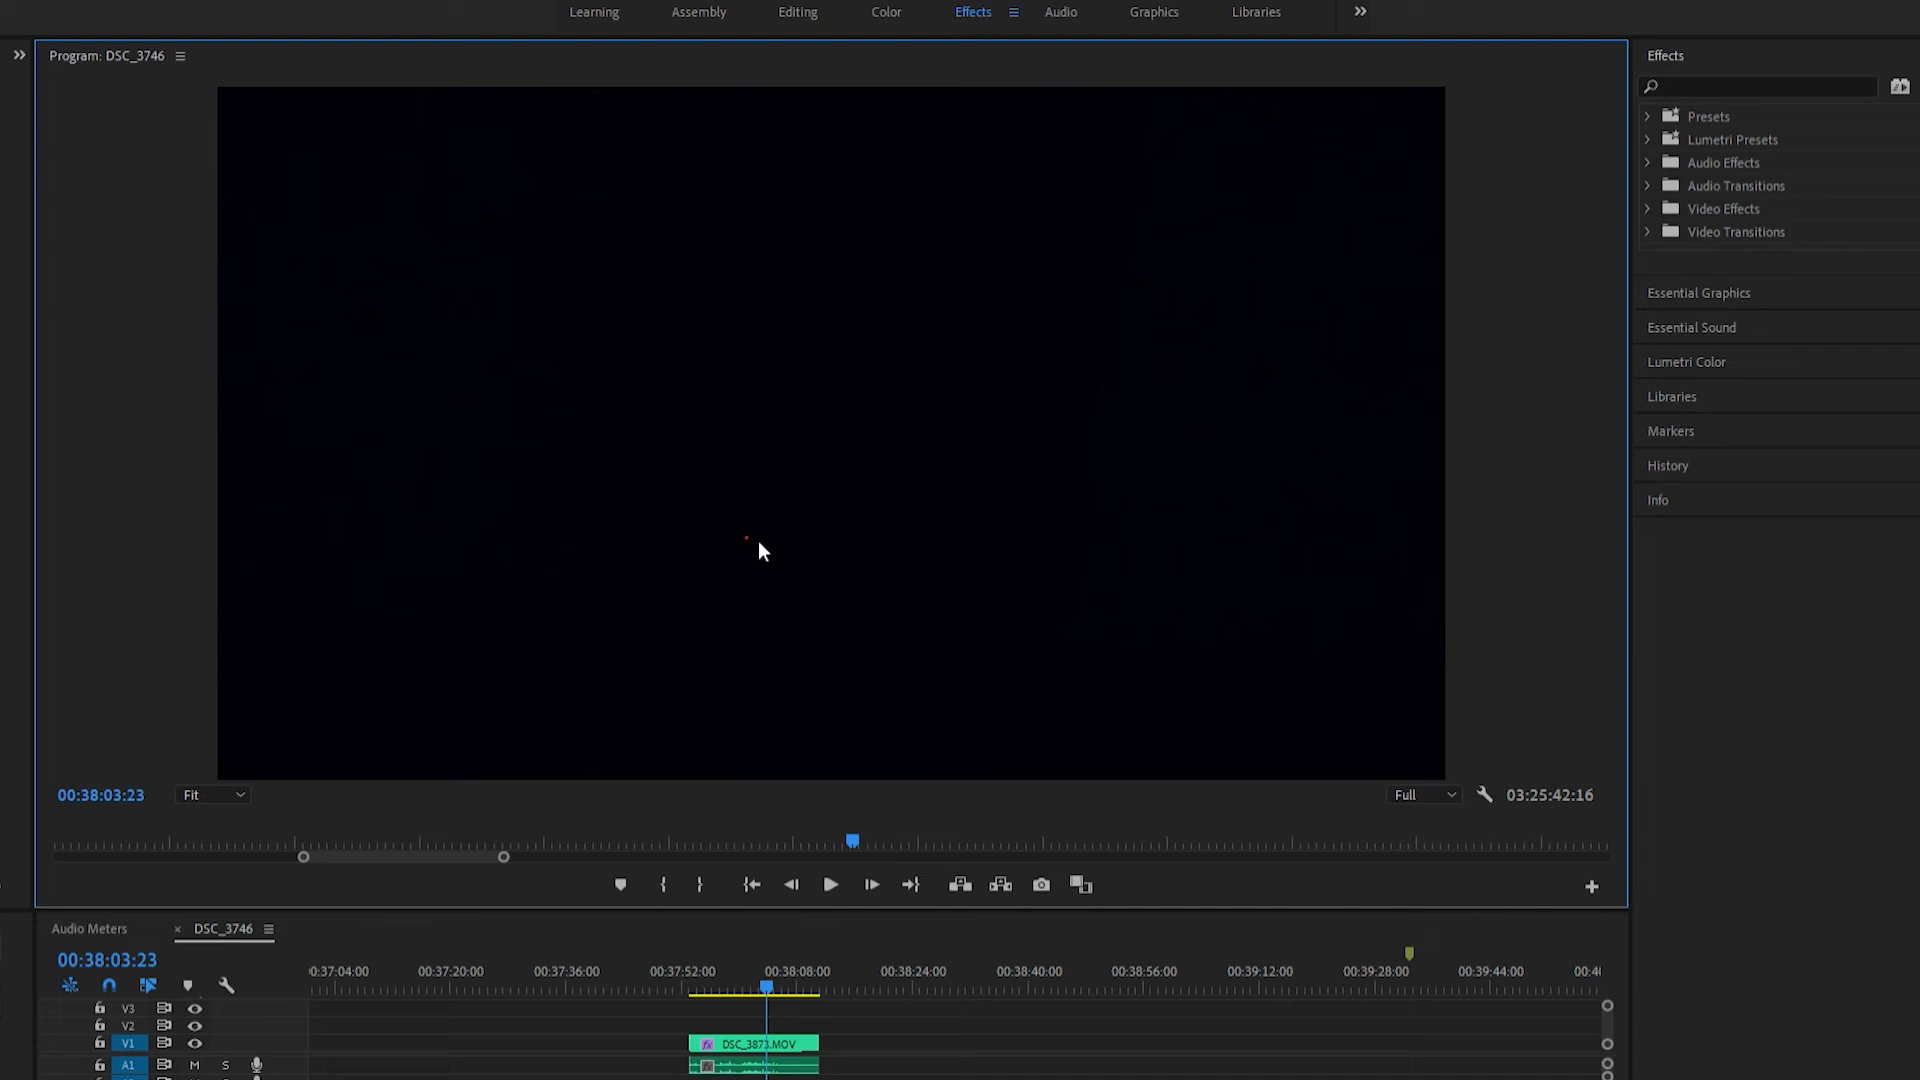 Learning Assembly Editing Color Effects Audio Graphics Libraries
Program: DSC_3746
Effects
Presets
Lumetri Presets
Audio Effects
Audio Transitions
Video Effects
Video Transitions
Essential Graphics
Essential Sound
Lumetri Color
Libraries
Markers
History
Info
00:38:03:23 Fit Full 03:25:42:16
Audio Meters × DSC_3746
00:38:03:23
0:37:04:00 00:37:20:00 00:37:36:00 00:37:52:00 00:38:08:00 00:38:24:00 00:38:40:00 00:38:56:00 00:39:12:00 00:39:28:00 00:39:44:00 00:4
V3
V2
V1 fx DSC_3873.MOV
A1 M S fx